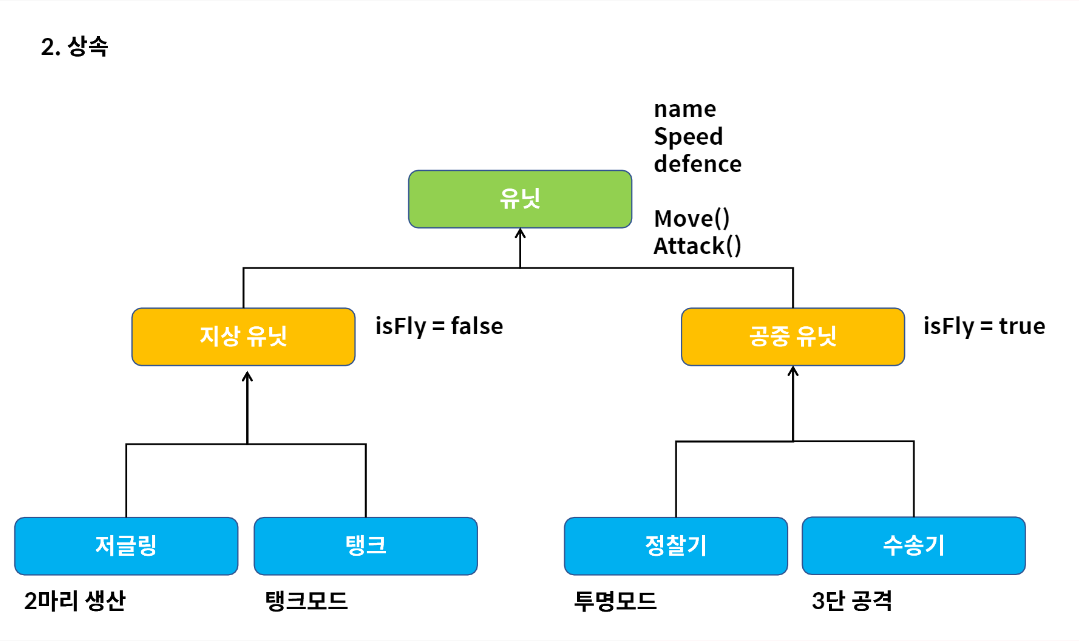 2. 상속
name
Speed
defence
Move()
Attack()
유닛
지상 유닛
isFly = false
공중 유닛
isFly = true
저글링
탱크
정찰기
수송기
2마리 생산
탱크모드
투명모드
3단 공격